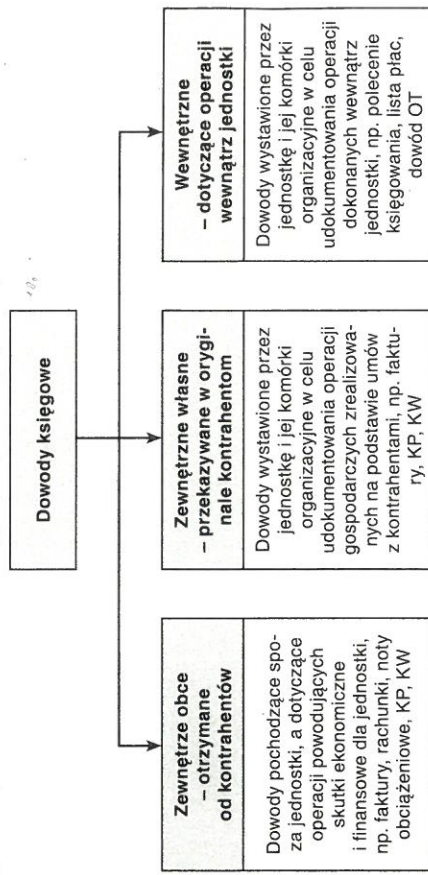 Dowody księgowe
Zewnętrze obce
– otrzymane
od kontrahentów
Dowody pochodzące spo-
za jednostki, a dotyczące
operacji powodujących
skutki ekonomiczne
i finansowe dla jednostki,
np. faktury, rachunki, noty
obciążeniowe, KP, KW
Zewnętrzne własne
– przekazywane w orygi-
nale kontrahentom
Dowody wystawione przez
jednostkę i jej komórki
organizacyjne w celu
udokumentowania operacji
gospodarczych zrealizowa-
nych na podstawie umów
z kontrahentami, np. faktu-
ry, KP, KW
Wewnętrzne
– dotyczące operacji
wewnątrz jednostki
Dowody wystawione przez
jednostkę i jej komórki
organizacyjne w celu
udokumentowania operacji
dokonanych wewnątrz
jednostki, np. polecenie
księgowania, lista płac,
dowód OT